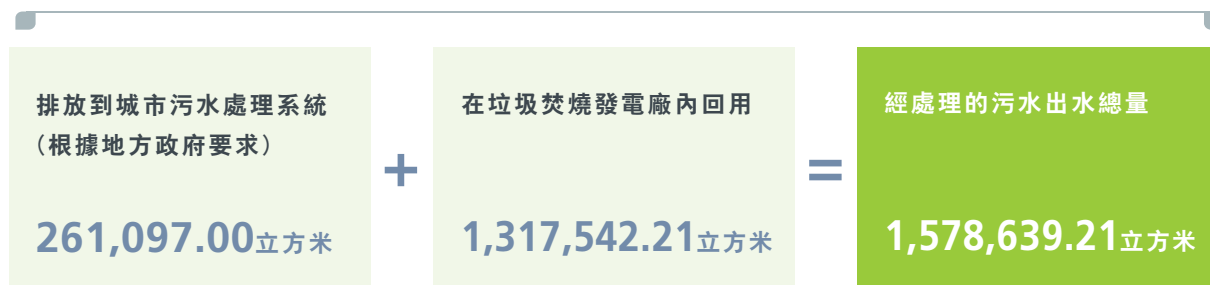 排放到城市污水處理系統
（根據地方政府要求）
261,097.00立方米
+
在垃圾焚燒發電廠內回用
1,317,542.21立方米
=
經處理的污水出水總量
1,578,639.21立方米